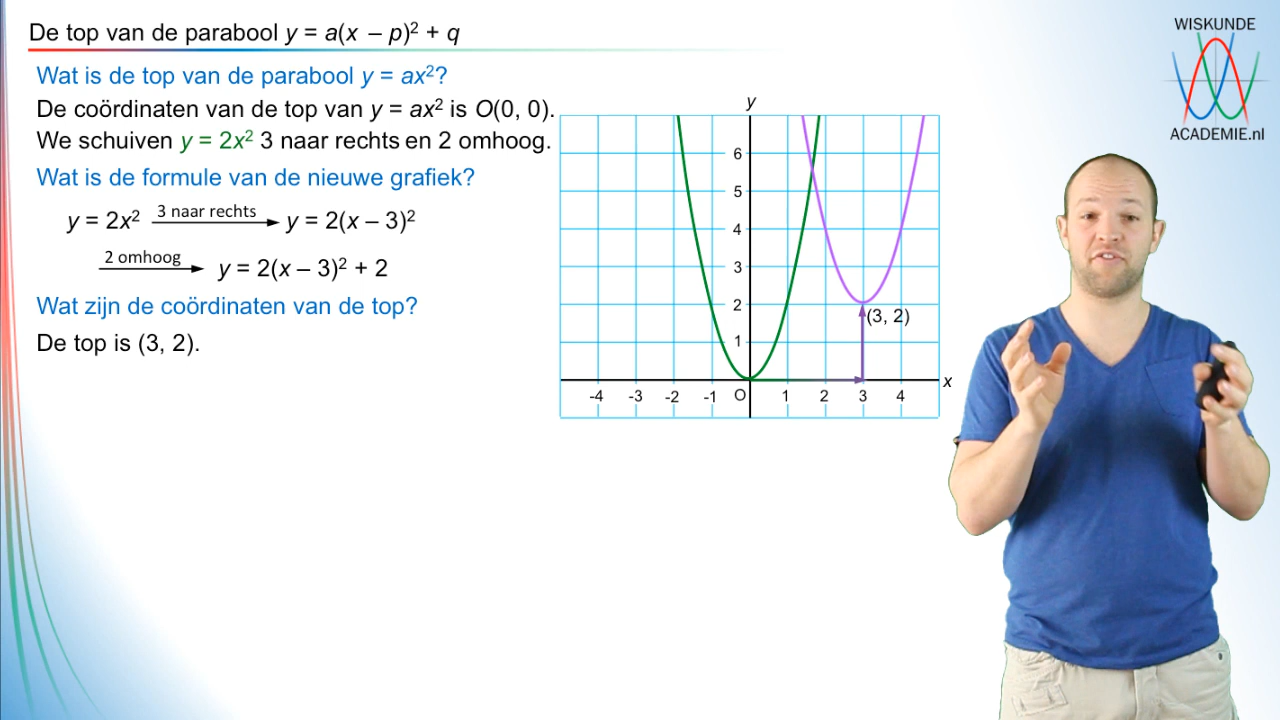 De top van de parabool y = a(x – p)² + q
WISKUNDE
ACADEMIE.nl
Wat is de top van de parabool y = ax²?
De coördinaten van de top van y = ax² is O(0, 0).
We schuiven y = 2x² 3 naar rechts en 2 omhoog.
Wat is de formule van de nieuwe grafiek?
y = 2x² 3 naar rechts y = 2(x – 3)²
2 omhoog y = 2(x – 3)² + 2
Wat zijn de coördinaten van de top?
De top is (3, 2).
y
6
5
4
3
2
(3, 2)
1
x
-4 -3 -2 -1 O 1 2 3 4